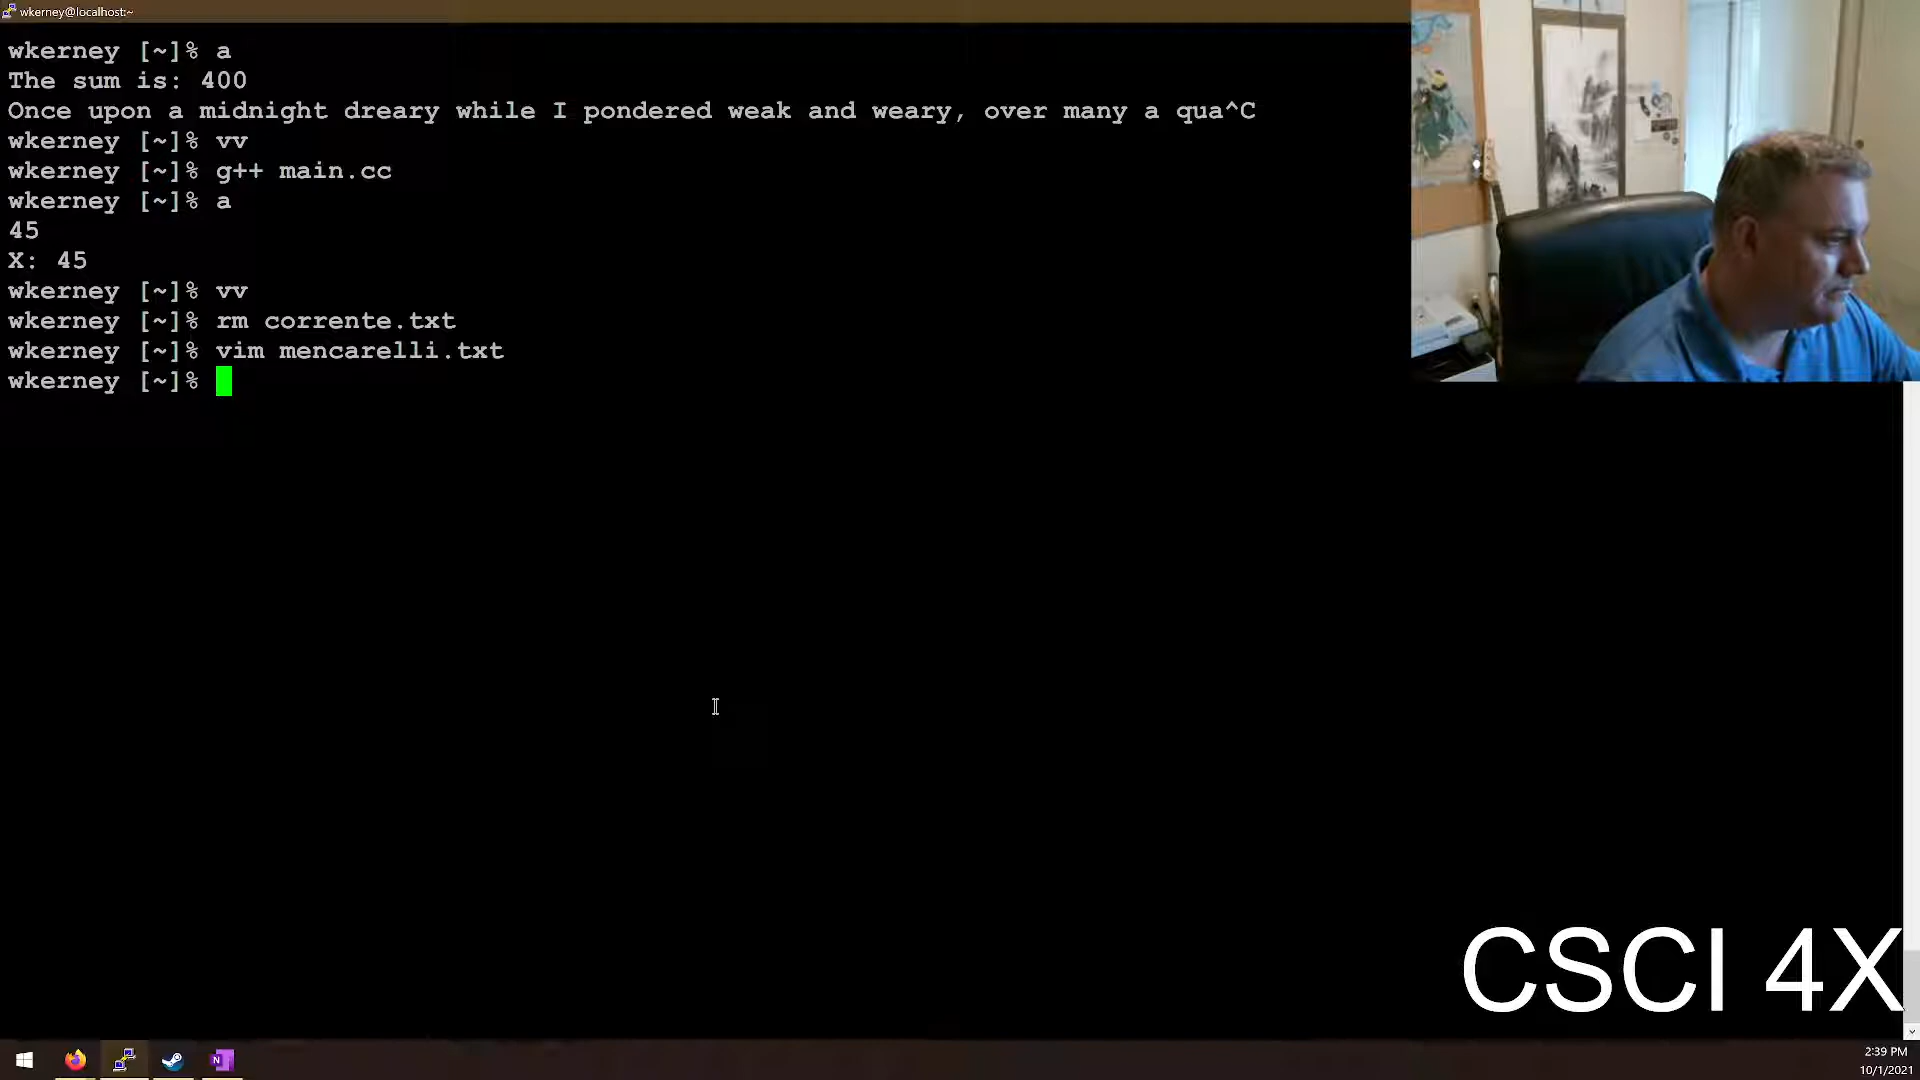 wkerney@localhost:~
wkerney [~]% a
The sum is: 400
Once upon a midnight dreary while I pondered weak and weary, over many a qua^C
wkerney [~]% vv
wkerney [~]% g++ main.cc
wkerney [~]% a
45
X: 45
wkerney [~]% vv
wkerney [~]% rm corrente.txt
wkerney [~]% vim mencarelli.txt
wkerney [~]%
CSCI 4X
N
2:39 PM
10/1/2021